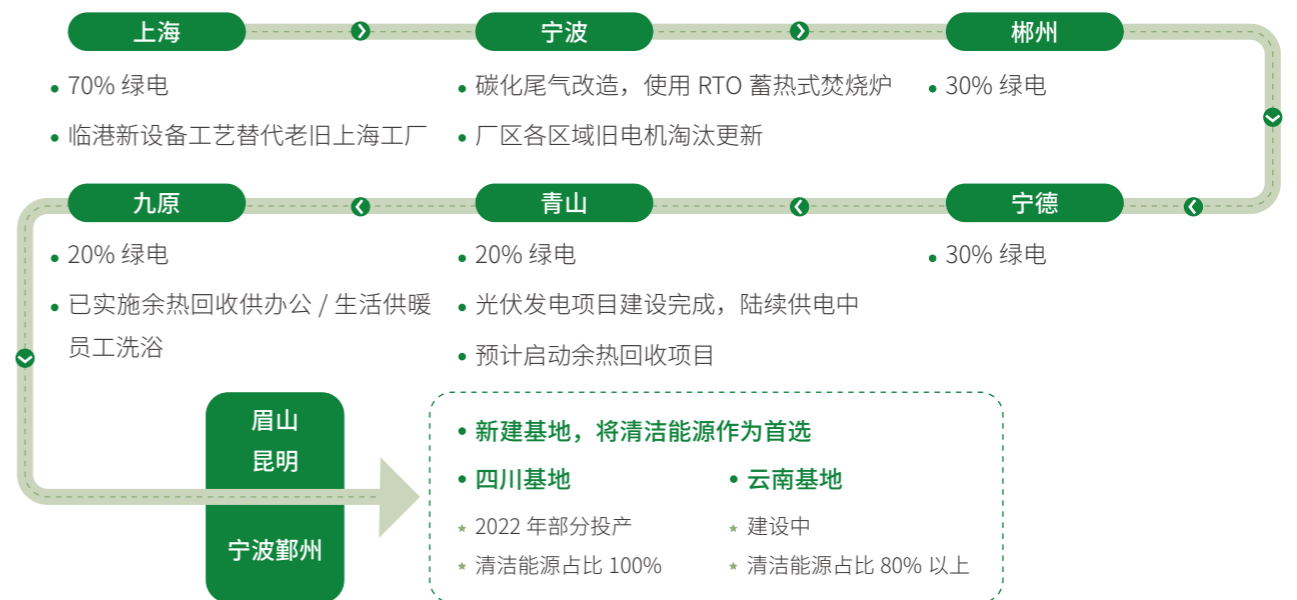 上海
• 70% 绿电
• 临港新设备工艺替代老旧上海工厂
宁波
• 碳化尾气改造，使用 RTO 蓄热式焚烧炉
• 厂区各区域旧电机淘汰更新
郴州
• 30% 绿电
宁德
• 30% 绿电
青山
• 20% 绿电
• 光伏发电项目建设完成，陆续供电中
• 预计启动余热回收项目
九原
• 20% 绿电
• 已实施余热回收供办公 / 生活供暖
员工洗浴
眉山
昆明
宁波鄞州
• 新建基地，将清洁能源作为首选
• 四川基地
★ 2022 年部分投产
★ 清洁能源占比 100%
• 云南基地
★ 建设中
★ 清洁能源占比 80% 以上